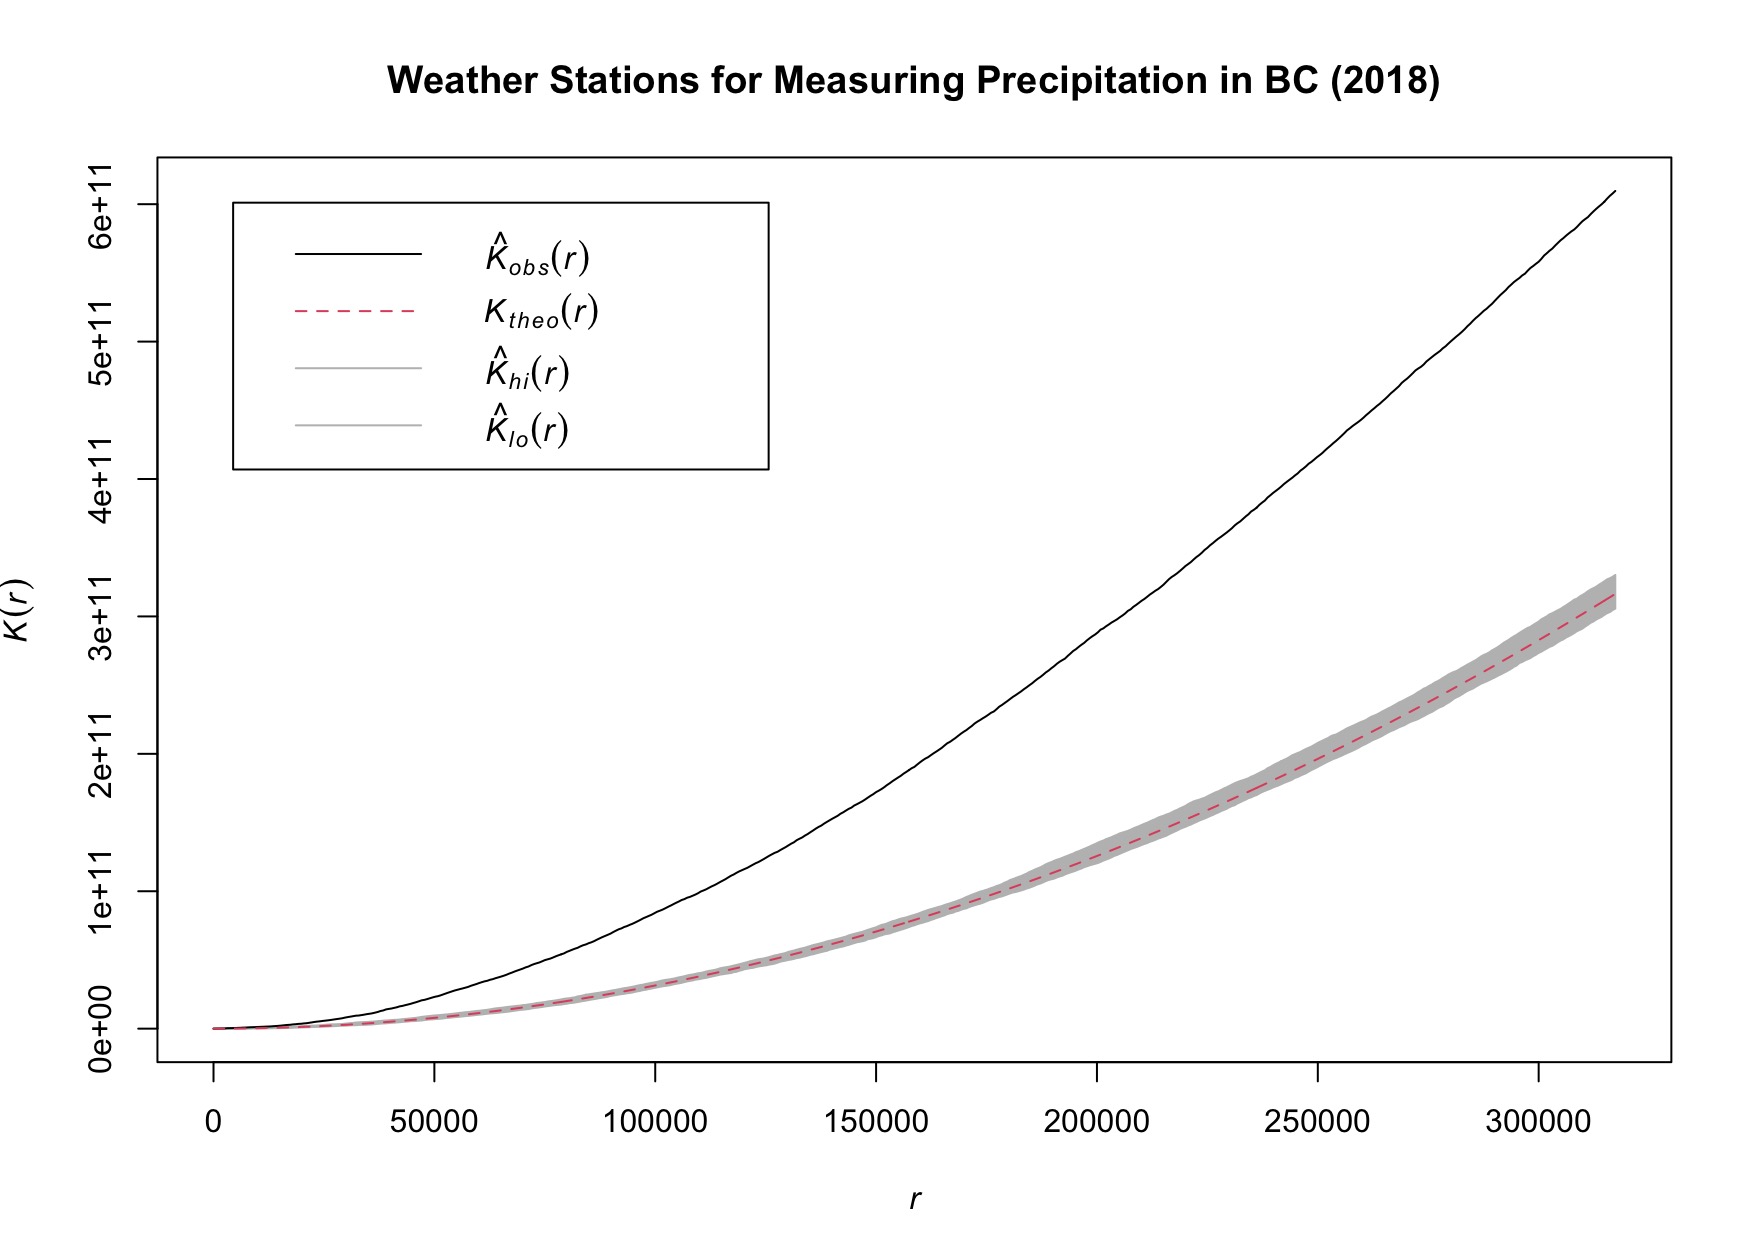 Weather Stations for Measuring Precipitation in BC (2018)
K̂obs(r)
Ktheo(r)
K̂hi(r)
K̂lo(r)
K(r)
6e+11
5e+11
4e+11
3e+11
2e+11
1e+11
0e+00
0 50000 100000 150000 200000 250000 300000
r